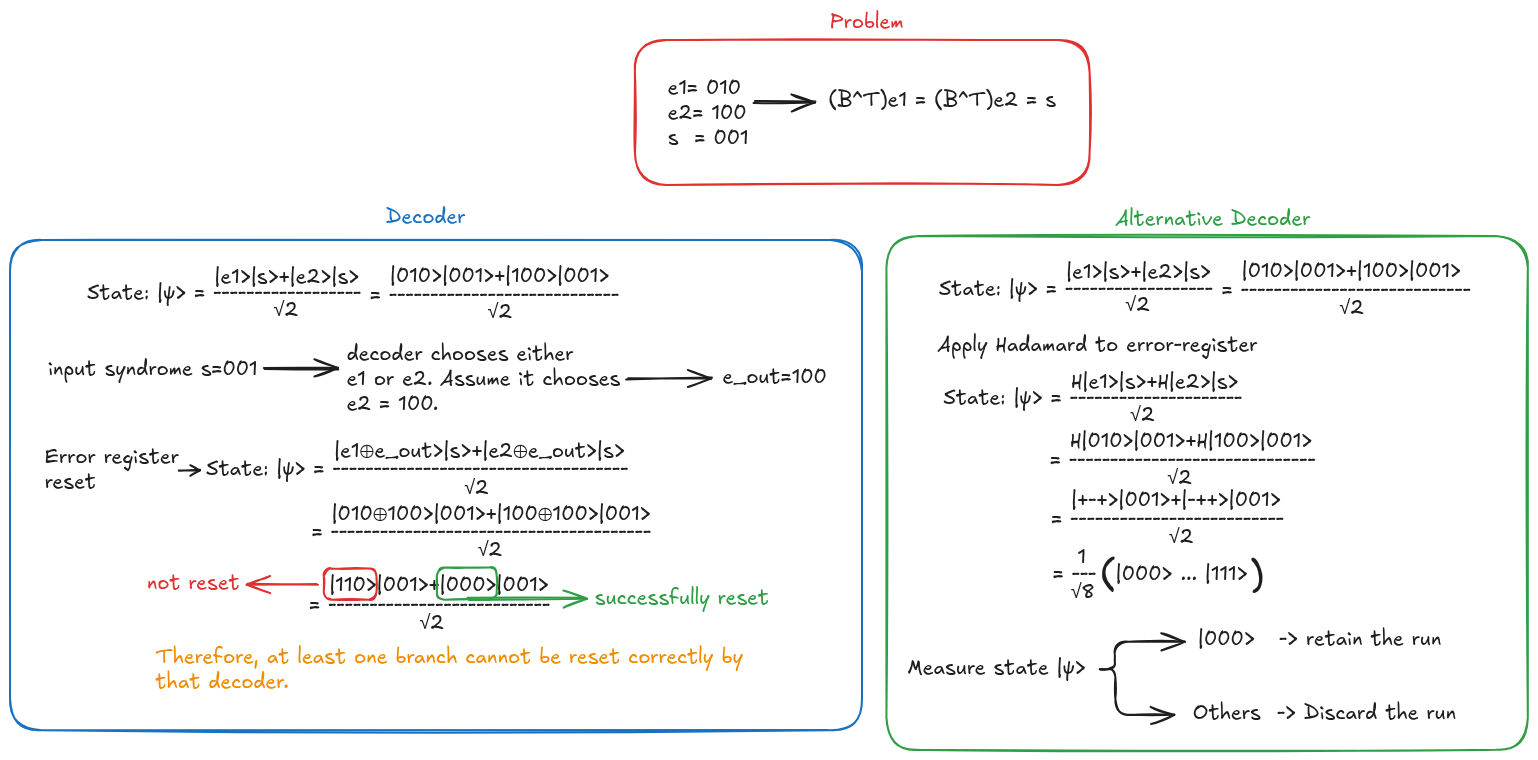 Problem
e1= 010
e2= 100
s = 001
(B^T)e1 = (B^T)e2 = s
Decoder
State: |ψ> = |e1>|s>+|e2>|s> = |010>|001>+|100>|001>
------------------ ----------------------------
√2 √2
input syndrome s=001
decoder chooses either
e1 or e2. Assume it chooses
e2 = 100.
e_out=100
Error register
reset
State: |ψ> = |e1⊕e_out>|s>+|e2⊕e_out>|s>
------------------------------------
√2
= |010⊕100>|001>+|100⊕100>|001>
---------------------------------------
√2
not reset
= |110>|001>+|000>|001>
---------------------------
√2
successfully reset
Therefore, at least one branch cannot be reset correctly by
that decoder.
Alternative Decoder
State: |ψ> = |e1>|s>+|e2>|s> = |010>|001>+|100>|001>
------------------ ----------------------------
√2 √2
Apply Hadamard to error-register
State: |ψ> = H|e1>|s>+H|e2>|s>
---------------------
√2
= H|010>|001>+H|100>|001>
------------------------------
√2
= |+-+>|001>+|-++>|001>
--------------------------
√2
= 1 (|000> ... |111>)
---
√8
Measure state |ψ>
|000> -> retain the run
Others -> Discard the run